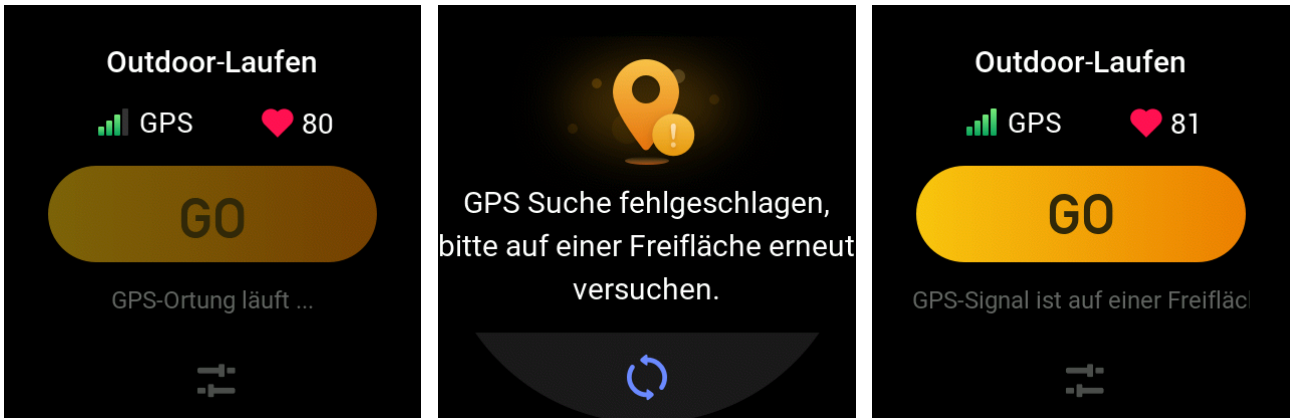 Outdoor-Laufen
GPS 80
GO
GPS-Ortung läuft ...
GPS Suche fehlgeschlagen,
bitte auf einer Freifläche erneut
versuchen.
Outdoor-Laufen
GPS 81
GO
GPS-Signal ist auf einer